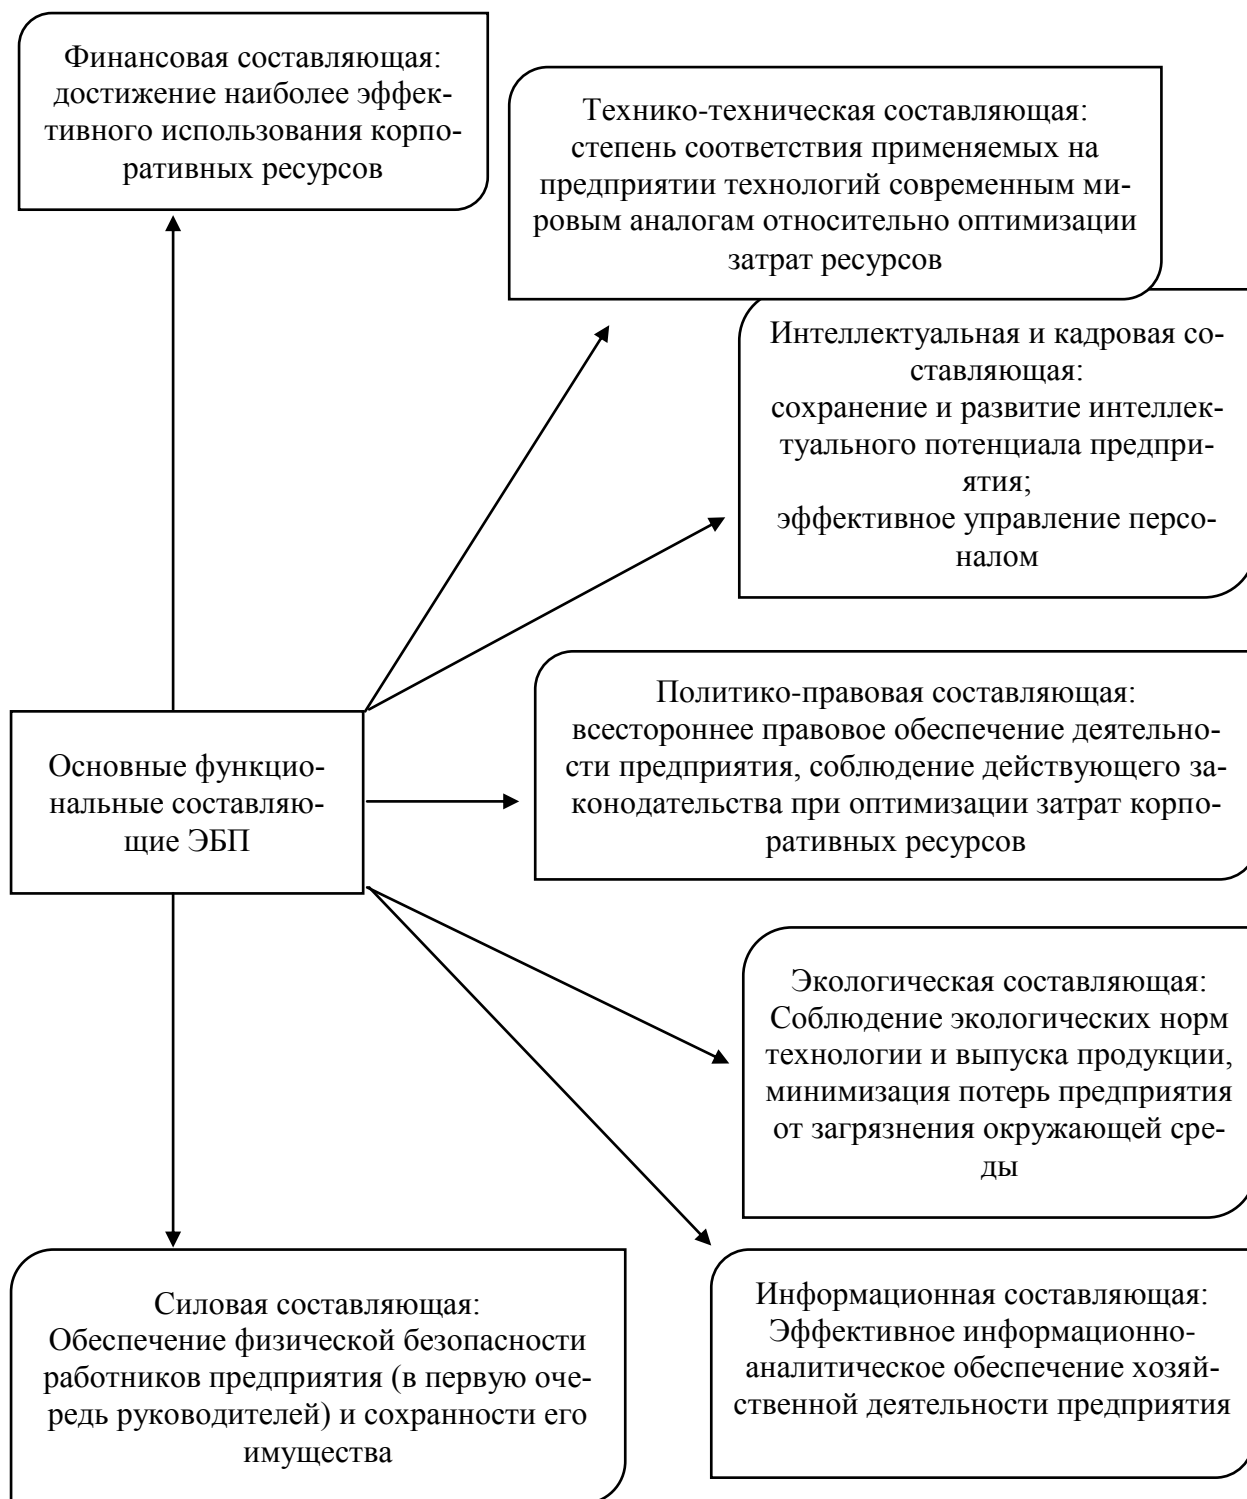 Финансовая составляющая:
достижение наиболее эффек-
тивного использования корпо-
ративных ресурсов
Технико-техническая составляющая:
степень соответствия применяемых на
предприятии технологий современным ми-
ровым аналогам относительно оптимизации
затрат ресурсов
Интеллектуальная и кадровая со-
ставляющая:
сохранение и развитие интеллек-
туального потенциала предпри-
ятия;
эффективное управление персо-
налом
Политико-правовая составляющая:
всестороннее правовое обеспечение деятельно-
сти предприятия, соблюдение действующего за-
конодательства при оптимизации затрат корпо-
ративных ресурсов
Основные функцио-
нальные составляю-
щие ЭБП
Экологическая составляющая:
Соблюдение экологических норм
технологии и выпуска продукции,
минимизация потерь предприятия
от загрязнения окружающей сре-
ды
Силовая составляющая:
Обеспечение физической безопасности
работников предприятия (в первую оче-
редь руководителей) и сохранности его
имущества
Информационная составляющая:
Эффективное информационно-
аналитическое обеспечение хозяй-
ственной деятельности предприятия